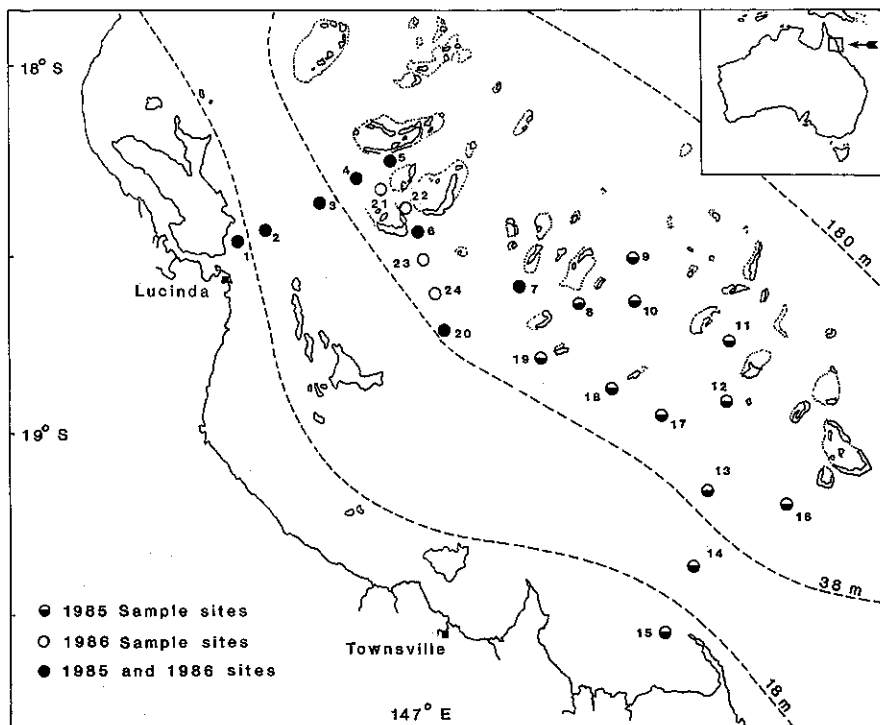 18° S
5
4
21
22
3
6
2
1
9
180 m
23
Lucinda
24
7
8
10
20
11
19
18
12
17
19° S
13
16
14
38 m
1985 Sample sites
1986 Sample sites
15
Townsville
1985 and 1986 sites
18 m
147° E